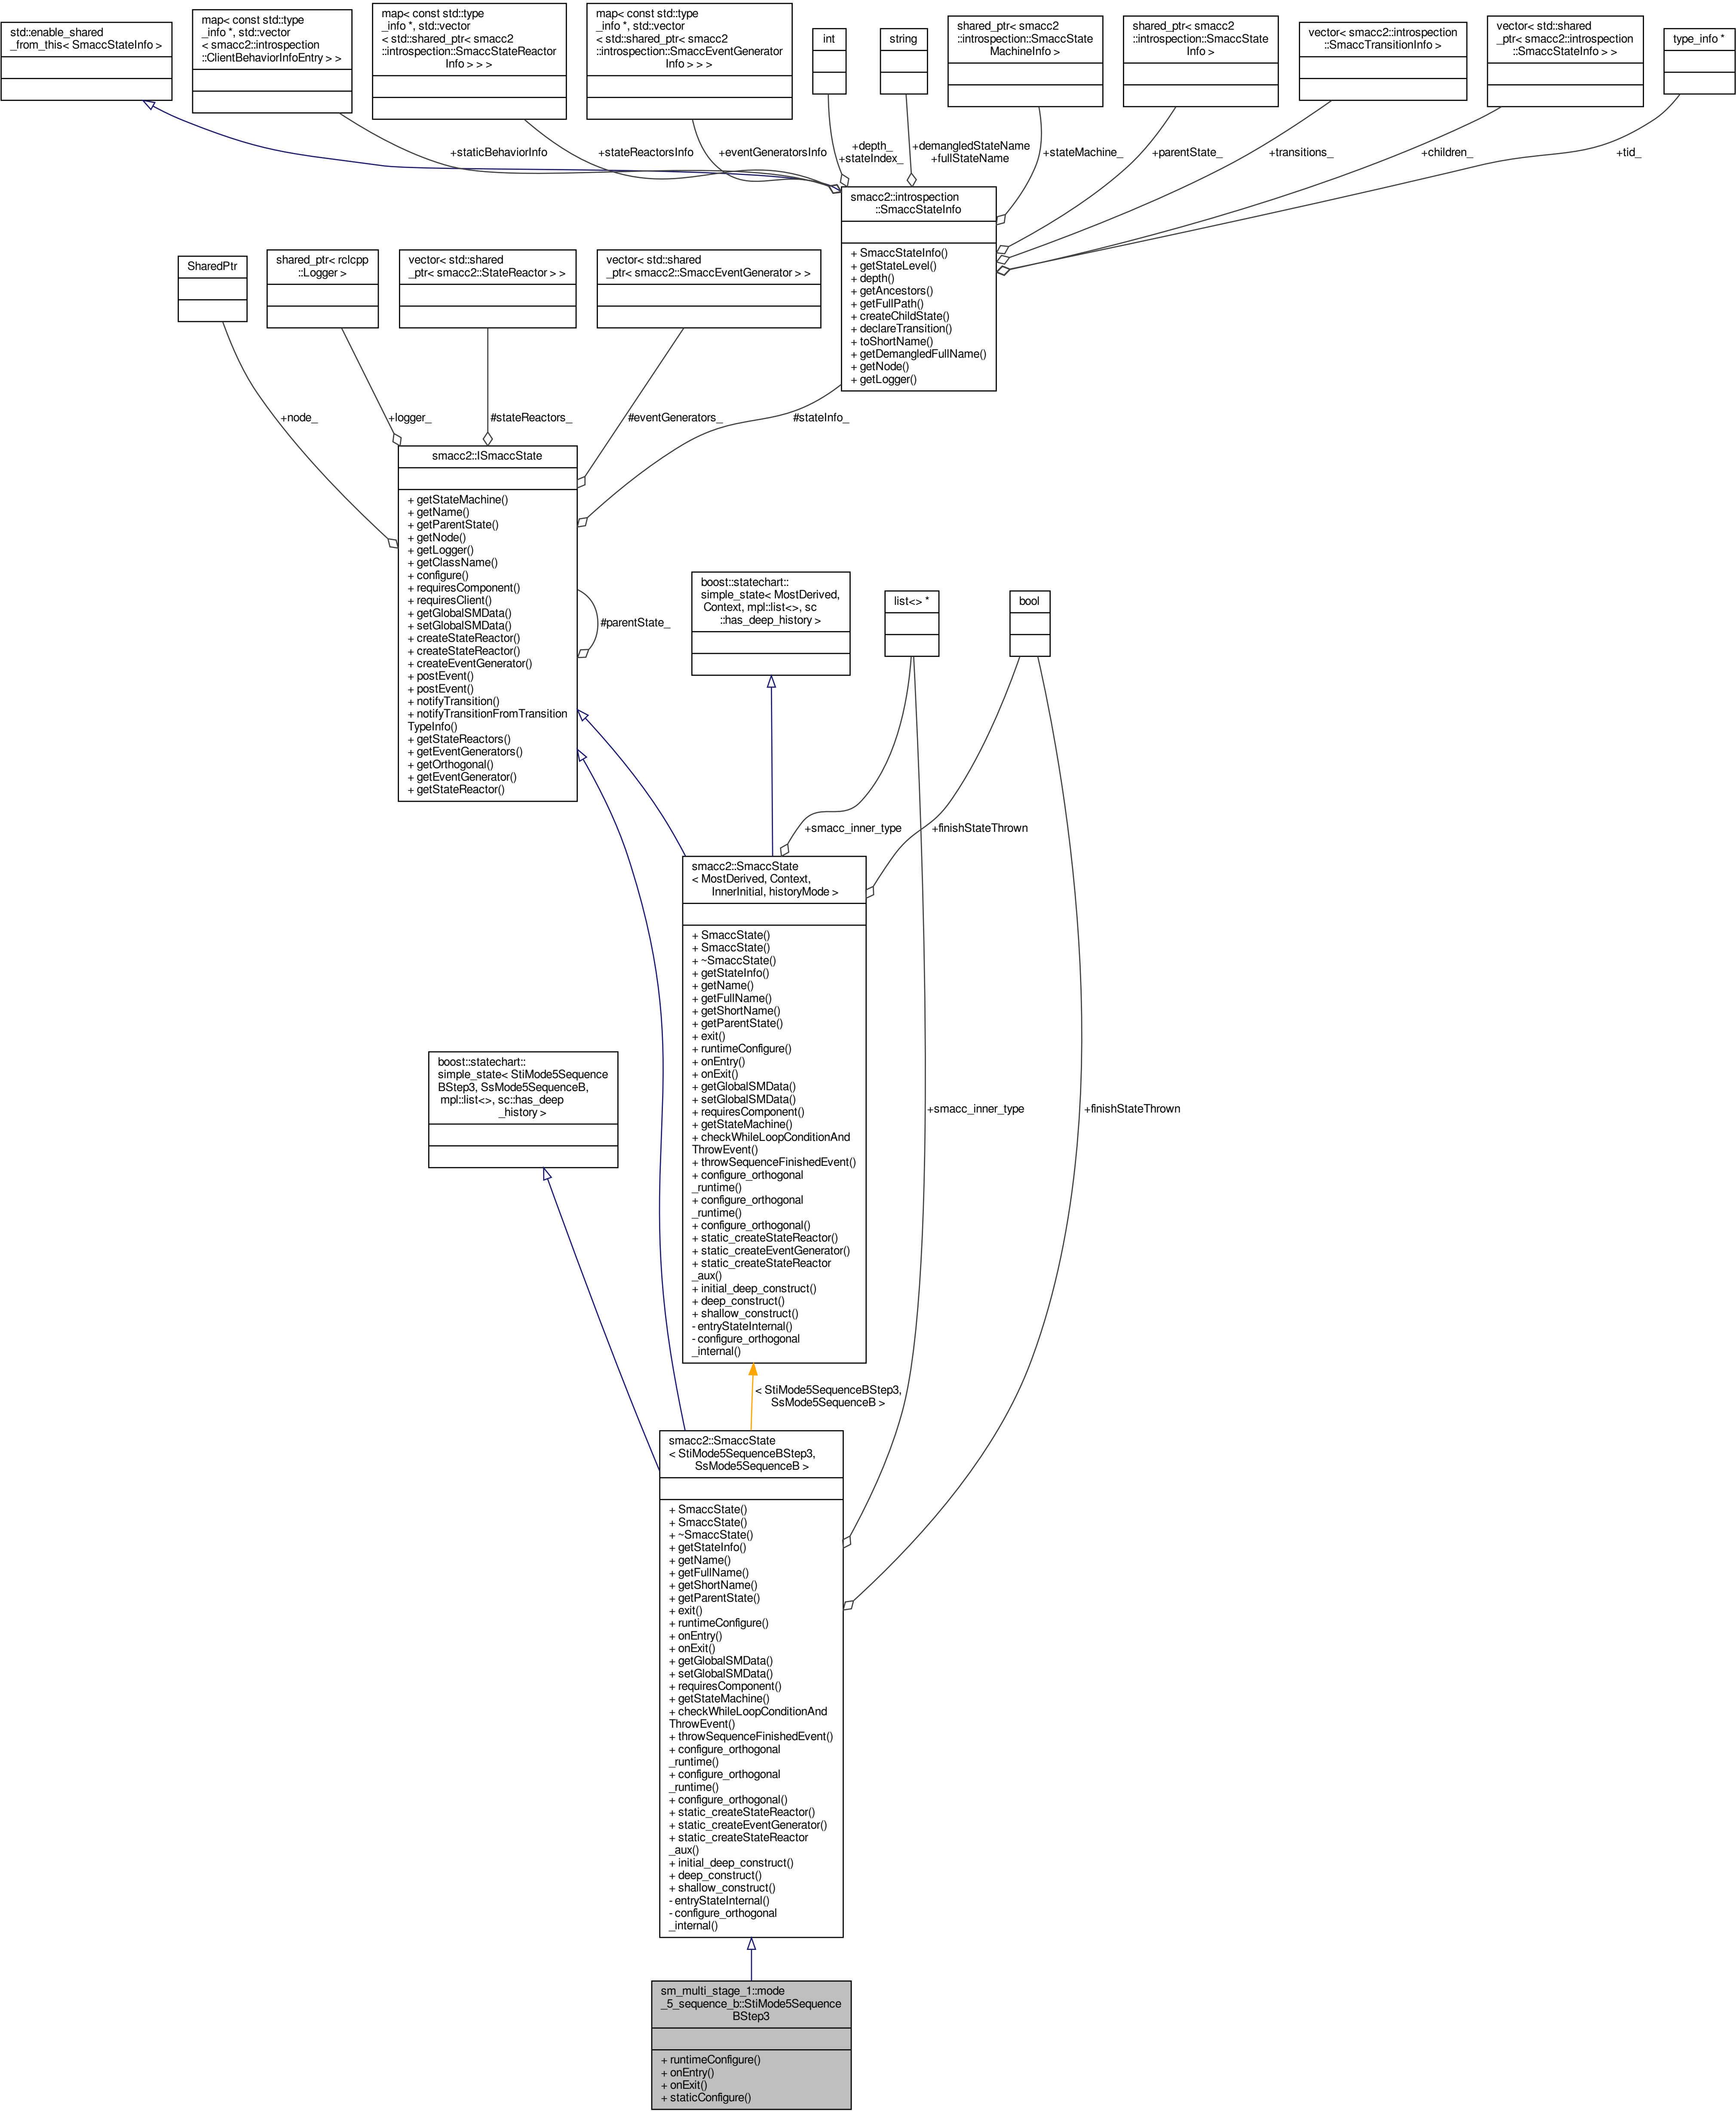 std::enable_shared
_from_this< SmaccStateInfo >
map< const std::type
_info *, std::vector
< smacc2::introspection
::ClientBehaviorInfoEntry > >
map< const std::type
_info *, std::vector
< std::shared_ptr< smacc2
::introspection::SmaccStateReactor
Info > > >
map< const std::type
_info *, std::vector
< std::shared_ptr< smacc2
::introspection::SmaccEventGenerator
Info > > >
int
string
shared_ptr< smacc2
::introspection::SmaccState
MachineInfo >
shared_ptr< smacc2
::introspection::SmaccState
Info >
vector< smacc2::introspection
::SmaccTransitionInfo >
vector< std::shared
_ptr< smacc2::introspection
::SmaccStateInfo > >
type_info *
+staticBehaviorInfo
+stateReactorsInfo
+eventGeneratorsInfo
+depth_
+stateIndex_
+demangledStateName
+fullStateName
+stateMachine_
+parentState_
+transitions_
+children_
+tid_
smacc2::introspection
::SmaccStateInfo
+ SmaccStateInfo()
+ getStateLevel()
+ depth()
+ getAncestors()
+ getFullPath()
+ createChildState()
+ declareTransition()
+ toShortName()
+ getDemangledFullName()
+ getNode()
+ getLogger()
SharedPtr
shared_ptr< rclcpp
::Logger >
vector< std::shared
_ptr< smacc2::StateReactor > >
vector< std::shared
_ptr< smacc2::SmaccEventGenerator > >
+node_
+logger_
#stateReactors_
#eventGenerators_
#stateInfo_
smacc2::ISmaccState
+ getStateMachine()
+ getName()
+ getParentState()
+ getNode()
+ getLogger()
+ getClassName()
+ configure()
+ requiresComponent()
+ requiresClient()
+ getGlobalSMData()
+ setGlobalSMData()
+ createStateReactor()
+ createStateReactor()
+ createEventGenerator()
+ postEvent()
+ postEvent()
+ notifyTransition()
+ notifyTransitionFromTransition
TypeInfo()
+ getStateReactors()
+ getEventGenerators()
+ getOrthogonal()
+ getEventGenerator()
+ getStateReactor()
#parentState_
boost::statechart::
simple_state< MostDerived,
Context, mpl::list<>, sc
::has_deep_history >
list<> *
bool
+smacc_inner_type
+finishStateThrown
smacc2::SmaccState
< MostDerived, Context,
InnerInitial, historyMode >
+ SmaccState()
+ SmaccState()
+ ~SmaccState()
+ getStateInfo()
+ getName()
+ getFullName()
+ getShortName()
+ getParentState()
+ exit()
+ runtimeConfigure()
+ onEntry()
+ onExit()
+ getGlobalSMData()
+ setGlobalSMData()
+ requiresComponent()
+ getStateMachine()
+ checkWhileLoopConditionAnd
ThrowEvent()
+ throwSequenceFinishedEvent()
+ configure_orthogonal
_runtime()
+ configure_orthogonal
_runtime()
+ configure_orthogonal()
+ static_createStateReactor()
+ static_createEventGenerator()
+ static_createStateReactor
_aux()
+ initial_deep_construct()
+ deep_construct()
+ shallow_construct()
- entryStateInternal()
- configure_orthogonal
_internal()
boost::statechart::
simple_state< StiMode5Sequence
BStep3, SsMode5SequenceB,
mpl::list<>, sc::has_deep
_history >
+smacc_inner_type
+finishStateThrown
< StiMode5SequenceBStep3,
SsMode5SequenceB >
smacc2::SmaccState
< StiMode5SequenceBStep3,
SsMode5SequenceB >
+ SmaccState()
+ SmaccState()
+ ~SmaccState()
+ getStateInfo()
+ getName()
+ getFullName()
+ getShortName()
+ getParentState()
+ exit()
+ runtimeConfigure()
+ onEntry()
+ onExit()
+ getGlobalSMData()
+ setGlobalSMData()
+ requiresComponent()
+ getStateMachine()
+ checkWhileLoopConditionAnd
ThrowEvent()
+ throwSequenceFinishedEvent()
+ configure_orthogonal
_runtime()
+ configure_orthogonal
_runtime()
+ configure_orthogonal()
+ static_createStateReactor()
+ static_createEventGenerator()
+ static_createStateReactor
_aux()
+ initial_deep_construct()
+ deep_construct()
+ shallow_construct()
- entryStateInternal()
- configure_orthogonal
_internal()
sm_multi_stage_1::mode
_5_sequence_b::StiMode5Sequence
BStep3
+ runtimeConfigure()
+ onEntry()
+ onExit()
+ staticConfigure()